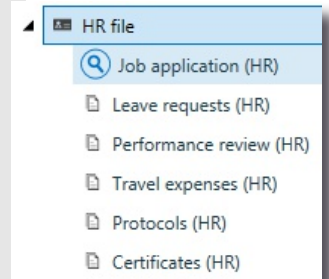 HR file
Job application (HR)
Leave requests (HR)
Performance review (HR)
Travel expenses (HR)
Protocols (HR)
Certificates (HR)